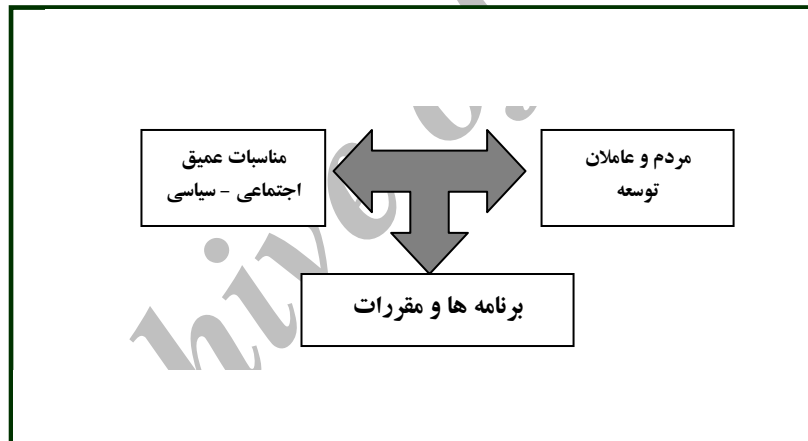 مردم و عاملان
توسعه
مناسبات عمیق
اجتماعی - سیاسی
برنامه ها و مقررات